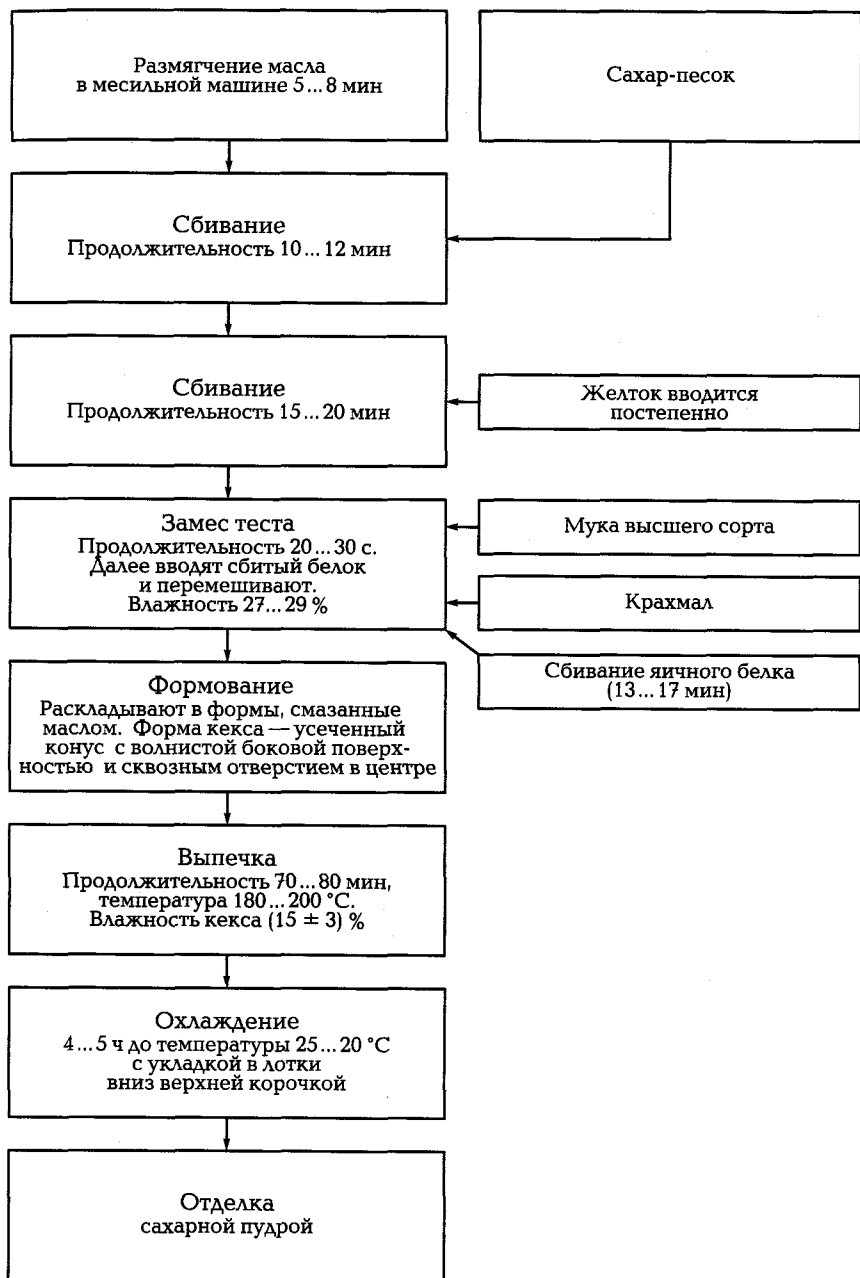 Размягчение масла
в месильной машине 5...8 мин
Сахар-песок
Сбивание
Продолжительность 10...12 мин
Сбивание
Продолжительность 15...20 мин
Желток вводится
постепенно
Замес теста
Продолжительность 20...30 с.
Далее вводят сбитый белок
и перемешивают.
Влажность 27...29 %
Мука высшего сорта
Крахмал
Сбивание яичного белка
(13...17 мин)
Формование
Раскладывают в формы, смазанные
маслом. Форма кекса — усеченный
конус с волнистой боковой поверх-
ностью и сквозным отверстием в центре
Выпечка
Продолжительность 70...80 мин,
температура 180...200 °С.
Влажность кекса (15 ± 3) %
Охлаждение
4...5 ч до температуры 25...20 °С
с укладкой в лотки
вниз верхней корочкой
Отделка
сахарной пудрой